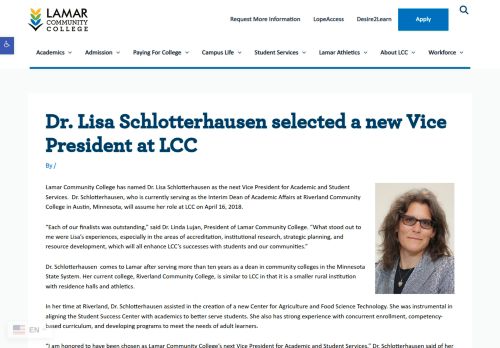 LAMAR
COMMUNITY
COLLEGE
Request More Information LopeAccess Desire2Learn Apply
Academics Admission Paying For College Campus Life Student Services Lamar Athletics About LCC Workforce
Dr. Lisa Schlotterhausen selected a new Vice
President at LCC
By /
Lamar Community College has named Dr. Lisa Schlotterhausen as the next Vice President for Academic and Student
Services. Dr. Schlotterhausen, who is currently serving as the Interim Dean of Academic Affairs at Riverland Community
College in Austin, Minnesota, will assume her role at LCC on April 16, 2018.
"Each of our finalists was outstanding," said Dr. Linda Lujan, President of Lamar Community College. "What stood out to
me were Lisa's experiences, especially in the areas of accreditation, institutional research, strategic planning, and
resource development, which will all enhance LCC's successes with students and our communities."
Dr. Schlotterhausen comes to Lamar after serving more than ten years as a dean in community colleges in the Minnesota
State System. Her current college, Riverland Community College, is similar to LCC in that it is a smaller rural institution
with residence halls and athletics.
In her time at Riverland, Dr. Schlotterhausen assisted in the creation of a new Center for Agriculture and Food Science Technology. She was instrumental in
aligning the Student Success Center with academics to better serve students. She also has strong experience with concurrent enrollment, competency-
based curriculum, and developing programs to meet the needs of adult learners.
EN
"I am honored to have been chosen as Lamar Community College's next Vice President for Academic and Student Services," Dr. Schlotterhausen said of her